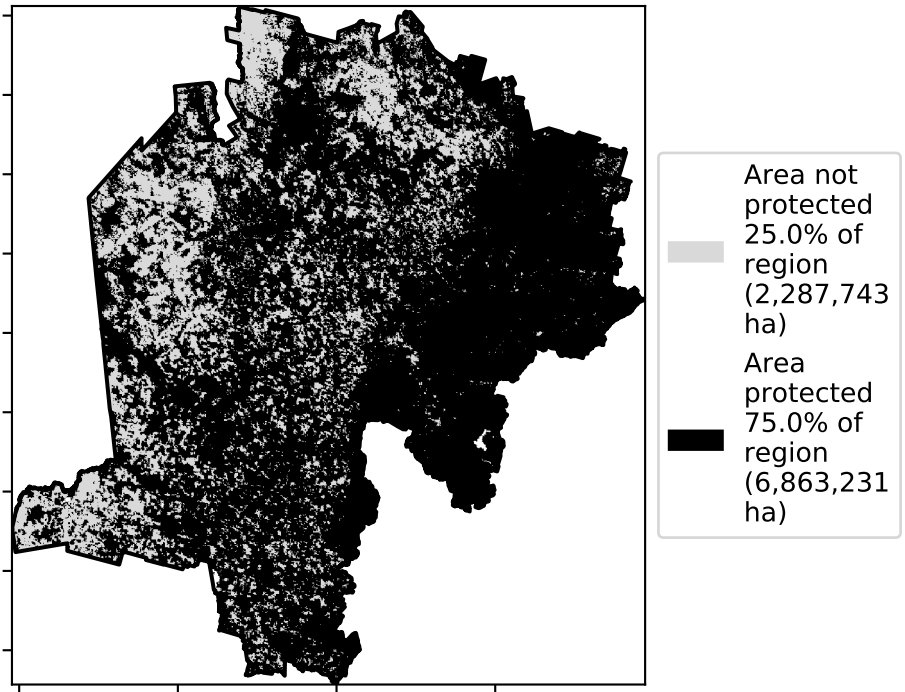 Area not
protected
25.0% of
region
(2,287,743
ha)
Area
protected
75.0% of
region
(6,863,231
ha)